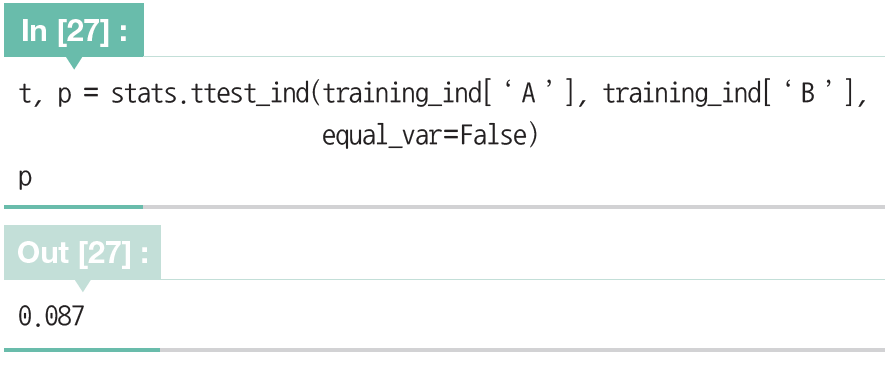 In [27] :
t, p = stats.ttest_ind(training_ind[ ‘ A ’ ], training_ind[ ‘ B ’ ],
equal_var=False)
p
Out [27] :
0.087